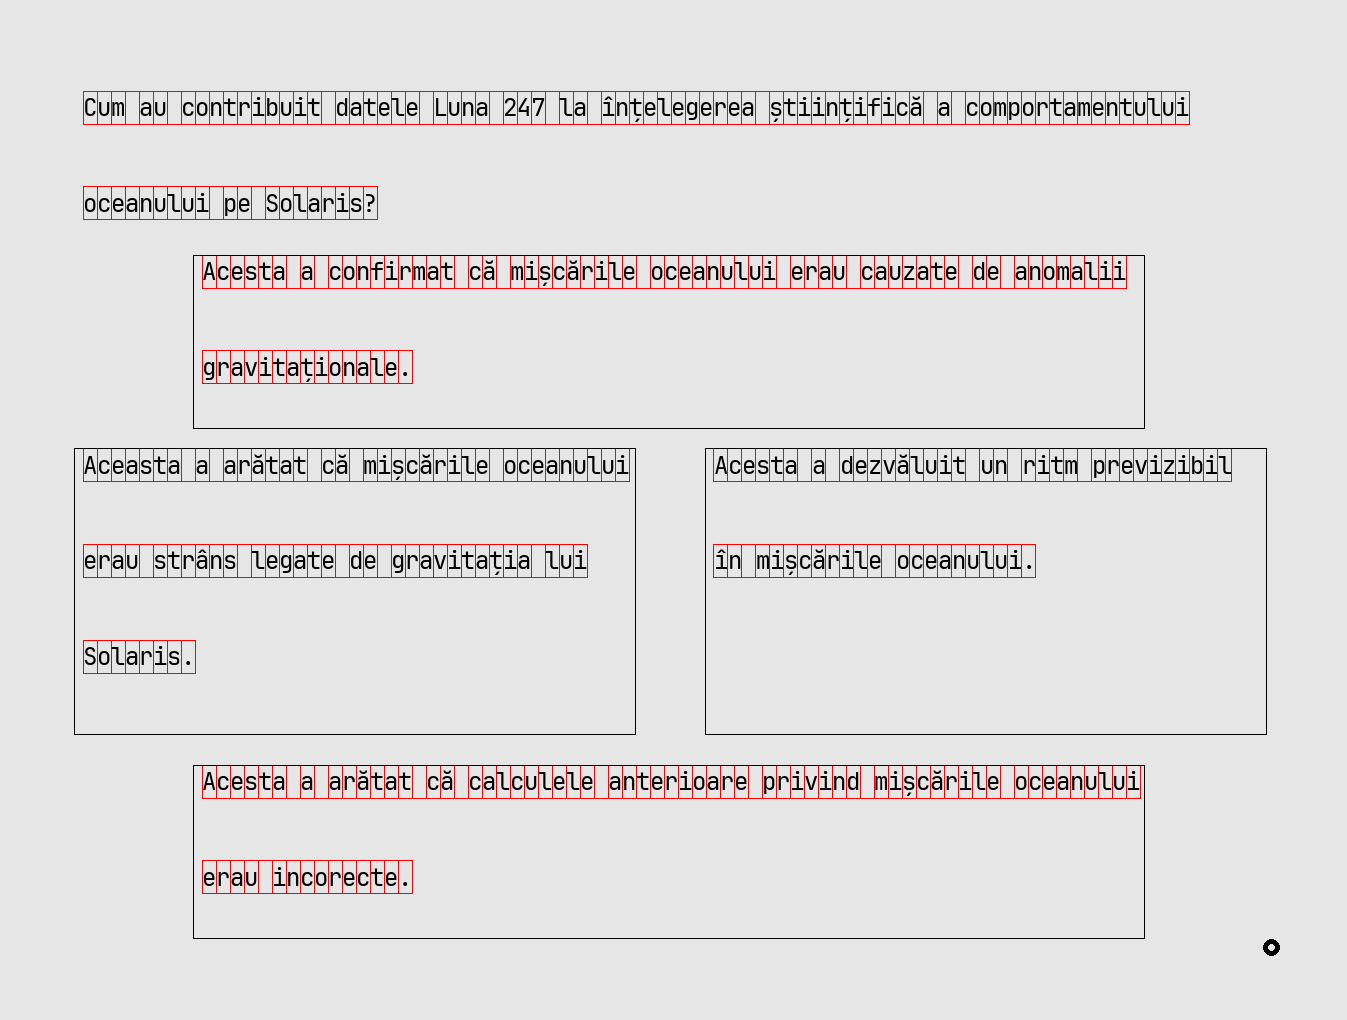 Cum au contribuit datele Luna 247 la înțelegerea științifică a comportamentului
oceanului pe Solaris?
Acesta a confirmat că mișcările oceanului erau cauzate de anomalii
gravitaționale.
Aceasta a arătat că mișcările oceanului
erau strâns legate de gravitația lui
Solaris.
Acesta a dezvăluit un ritm previzibil
în mișcările oceanului.
Acesta a arătat că calculele anterioare privind mișcările oceanului
erau incorecte.